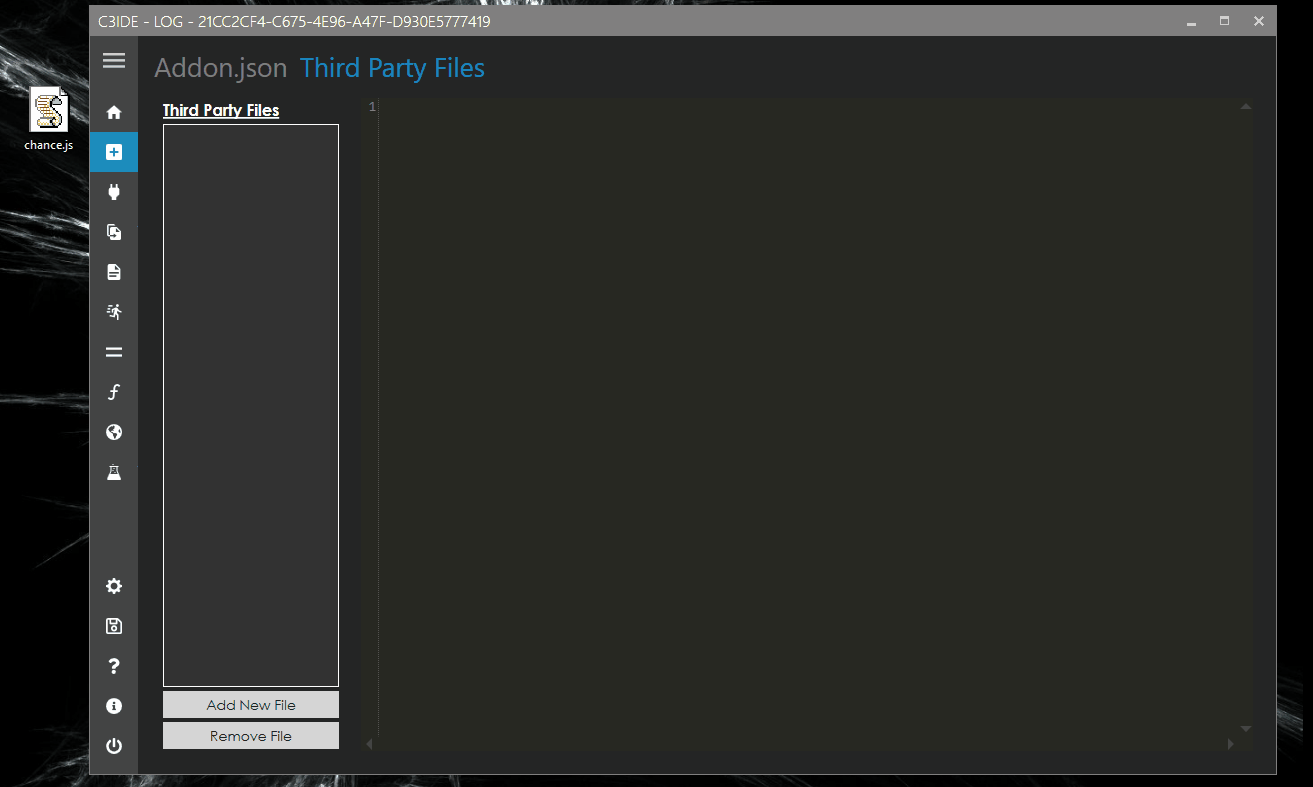 C3IDE - LOG - 21CC2CF4-C675-4E96-A47F-D930E5777419
chance.js
Addon.json Third Party Files
Third Party Files
1
Add New File
Remove File